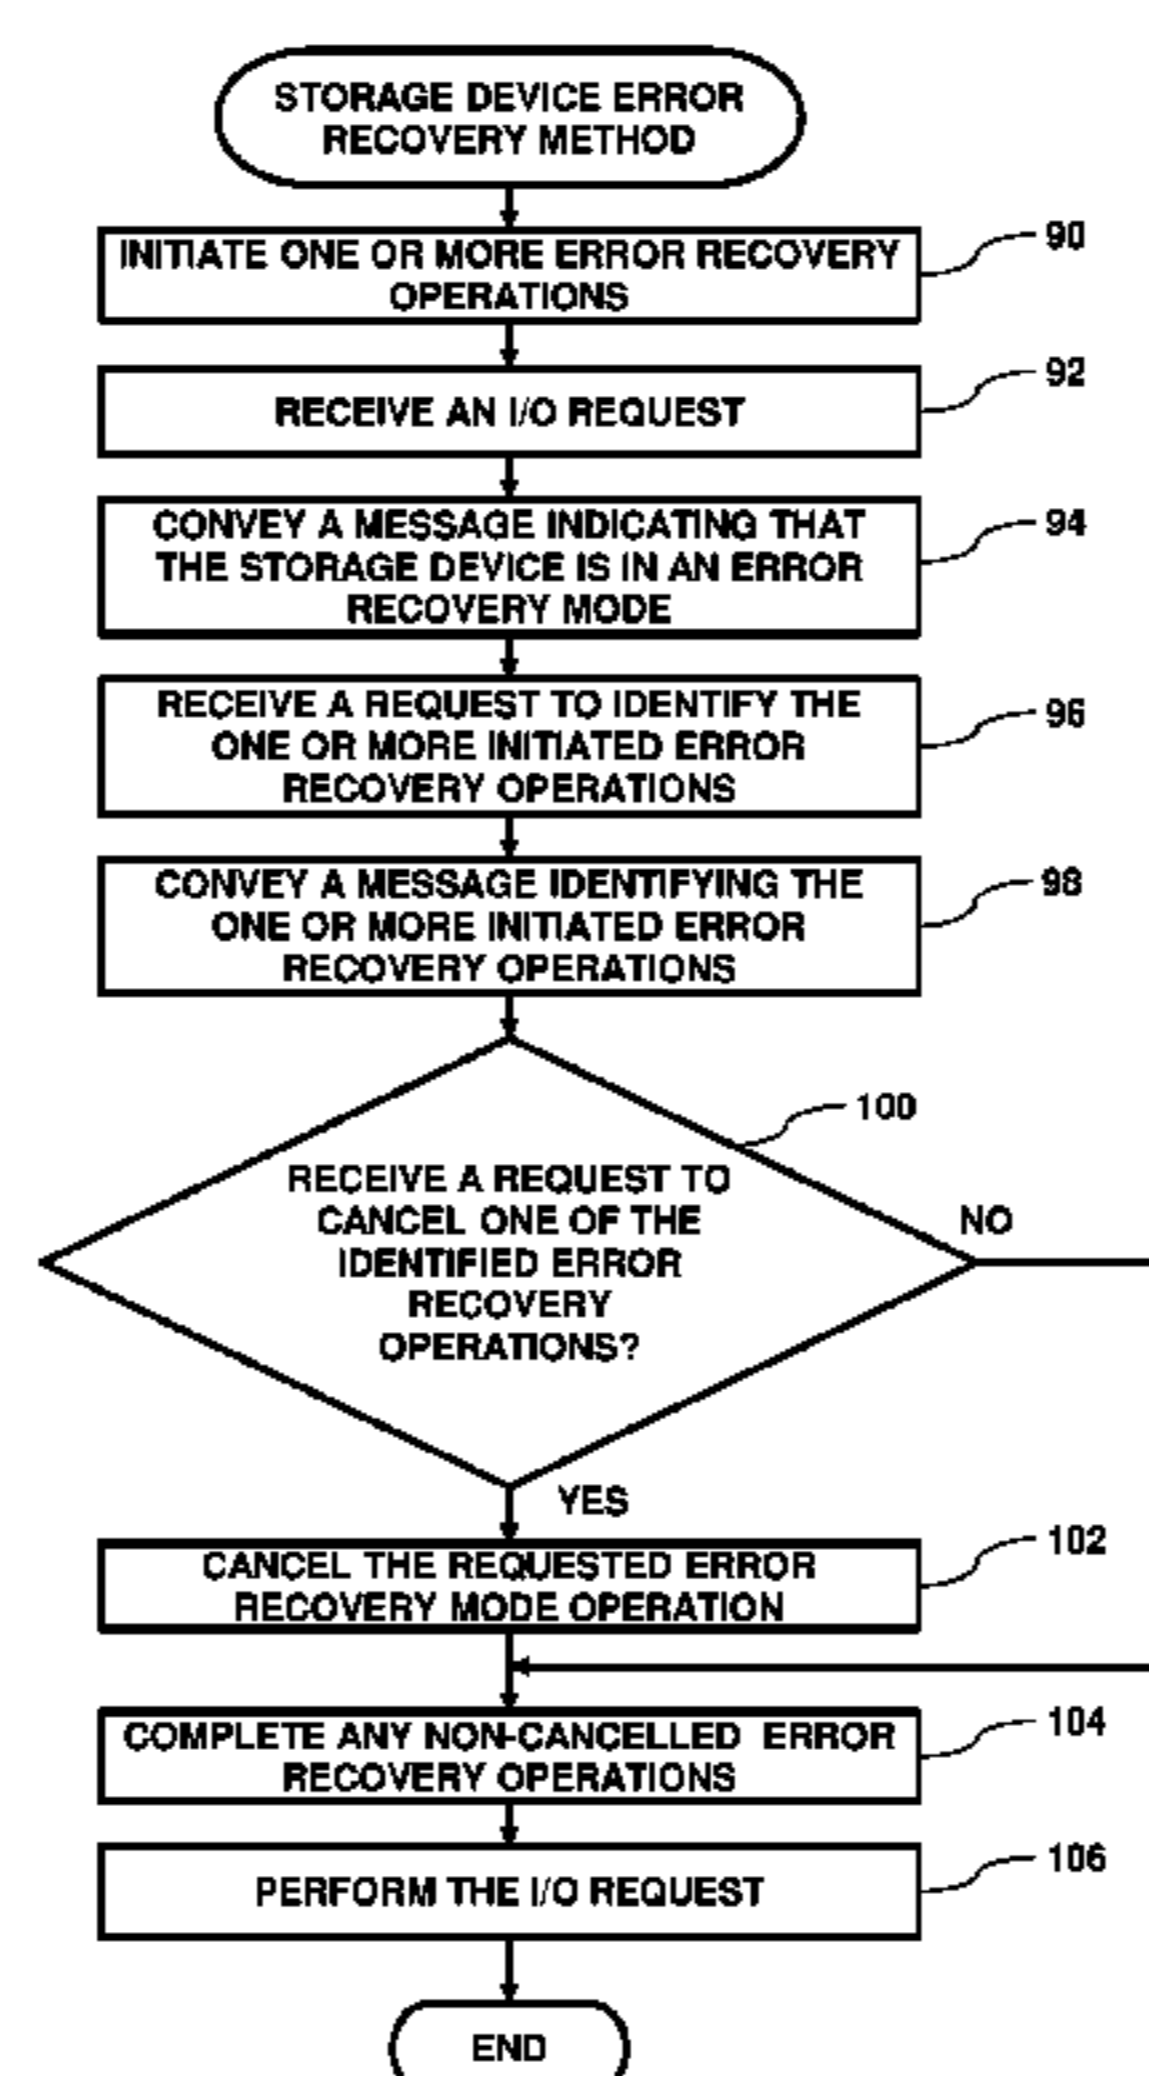 STORAGE DEVICE ERROR
RECOVERY METHOD
INITIATE ONE OR MORE ERROR RECOVERY
OPERATIONS
90
RECEIVE AN I/O REQUEST
92
CONVEY A MESSAGE INDICATING THAT
THE STORAGE DEVICE IS IN AN ERROR
RECOVERY MODE
94
RECEIVE A REQUEST TO IDENTIFY THE
ONE OR MORE INITIATED ERROR
RECOVERY OPERATIONS
96
CONVEY A MESSAGE IDENTIFYING THE
ONE OR MORE INITIATED ERROR
RECOVERY OPERATIONS
98
100
RECEIVE A REQUEST TO
CANCEL ONE OF THE
IDENTIFIED ERROR
RECOVERY
OPERATIONS?
NO
YES
CANCEL THE REQUESTED ERROR
RECOVERY MODE OPERATION
102
COMPLETE ANY NON-CANCELLED ERROR
RECOVERY OPERATIONS
104
PERFORM THE I/O REQUEST
106
END